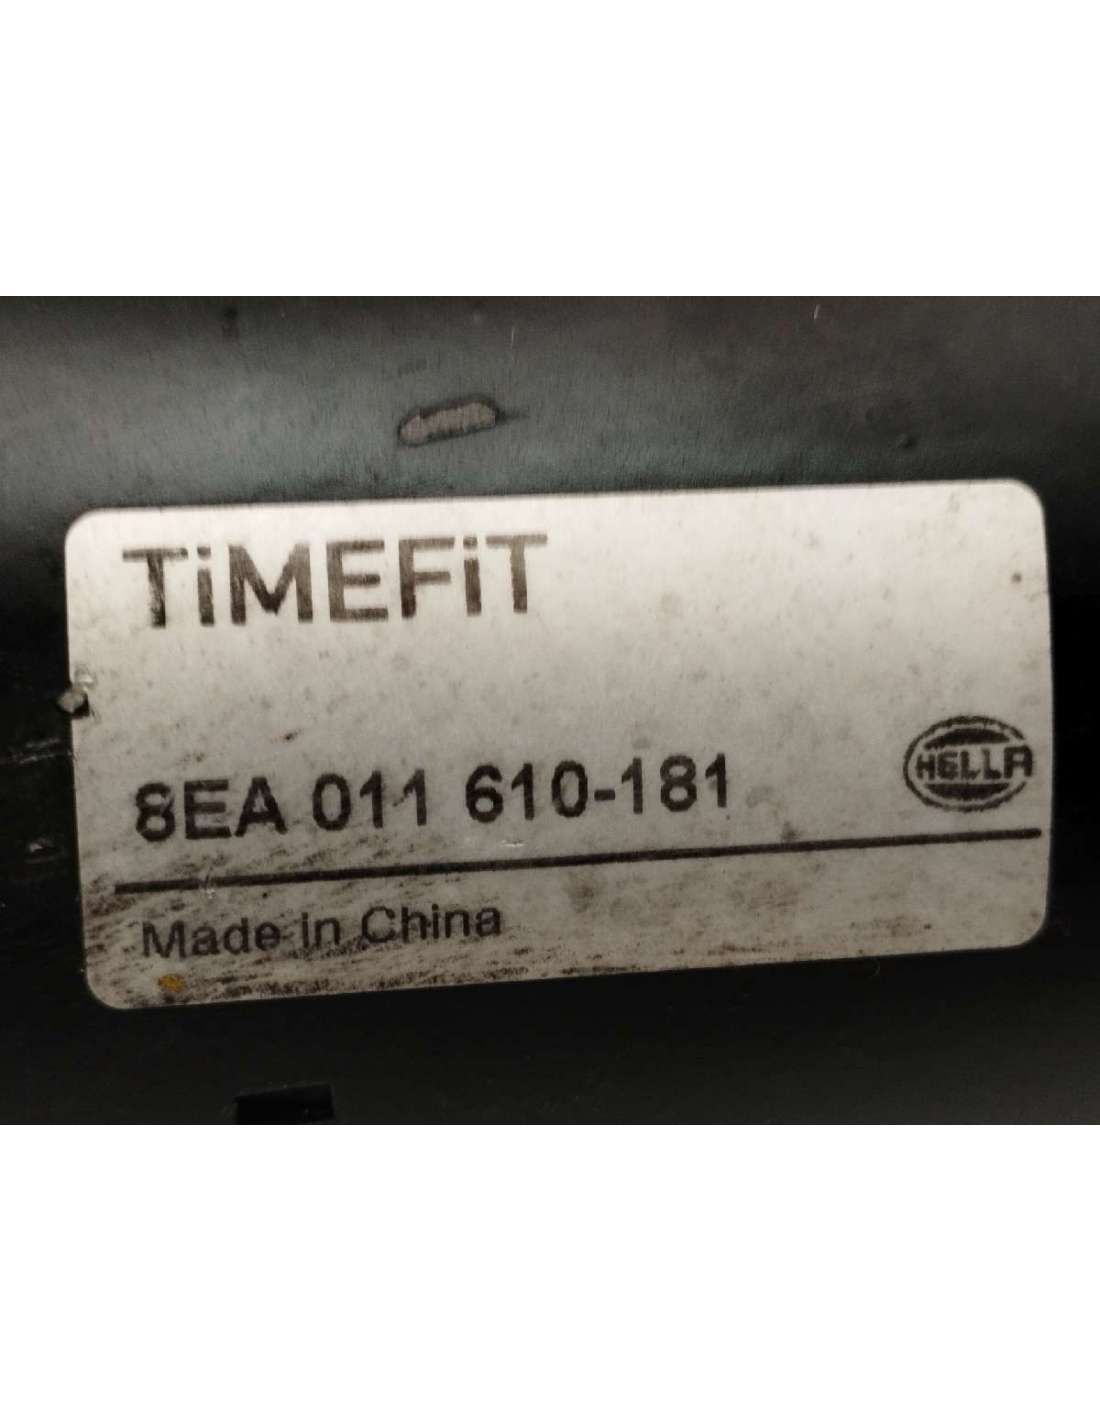 TiMEFiT
8EA 011 610-181
HELLA
Made in China